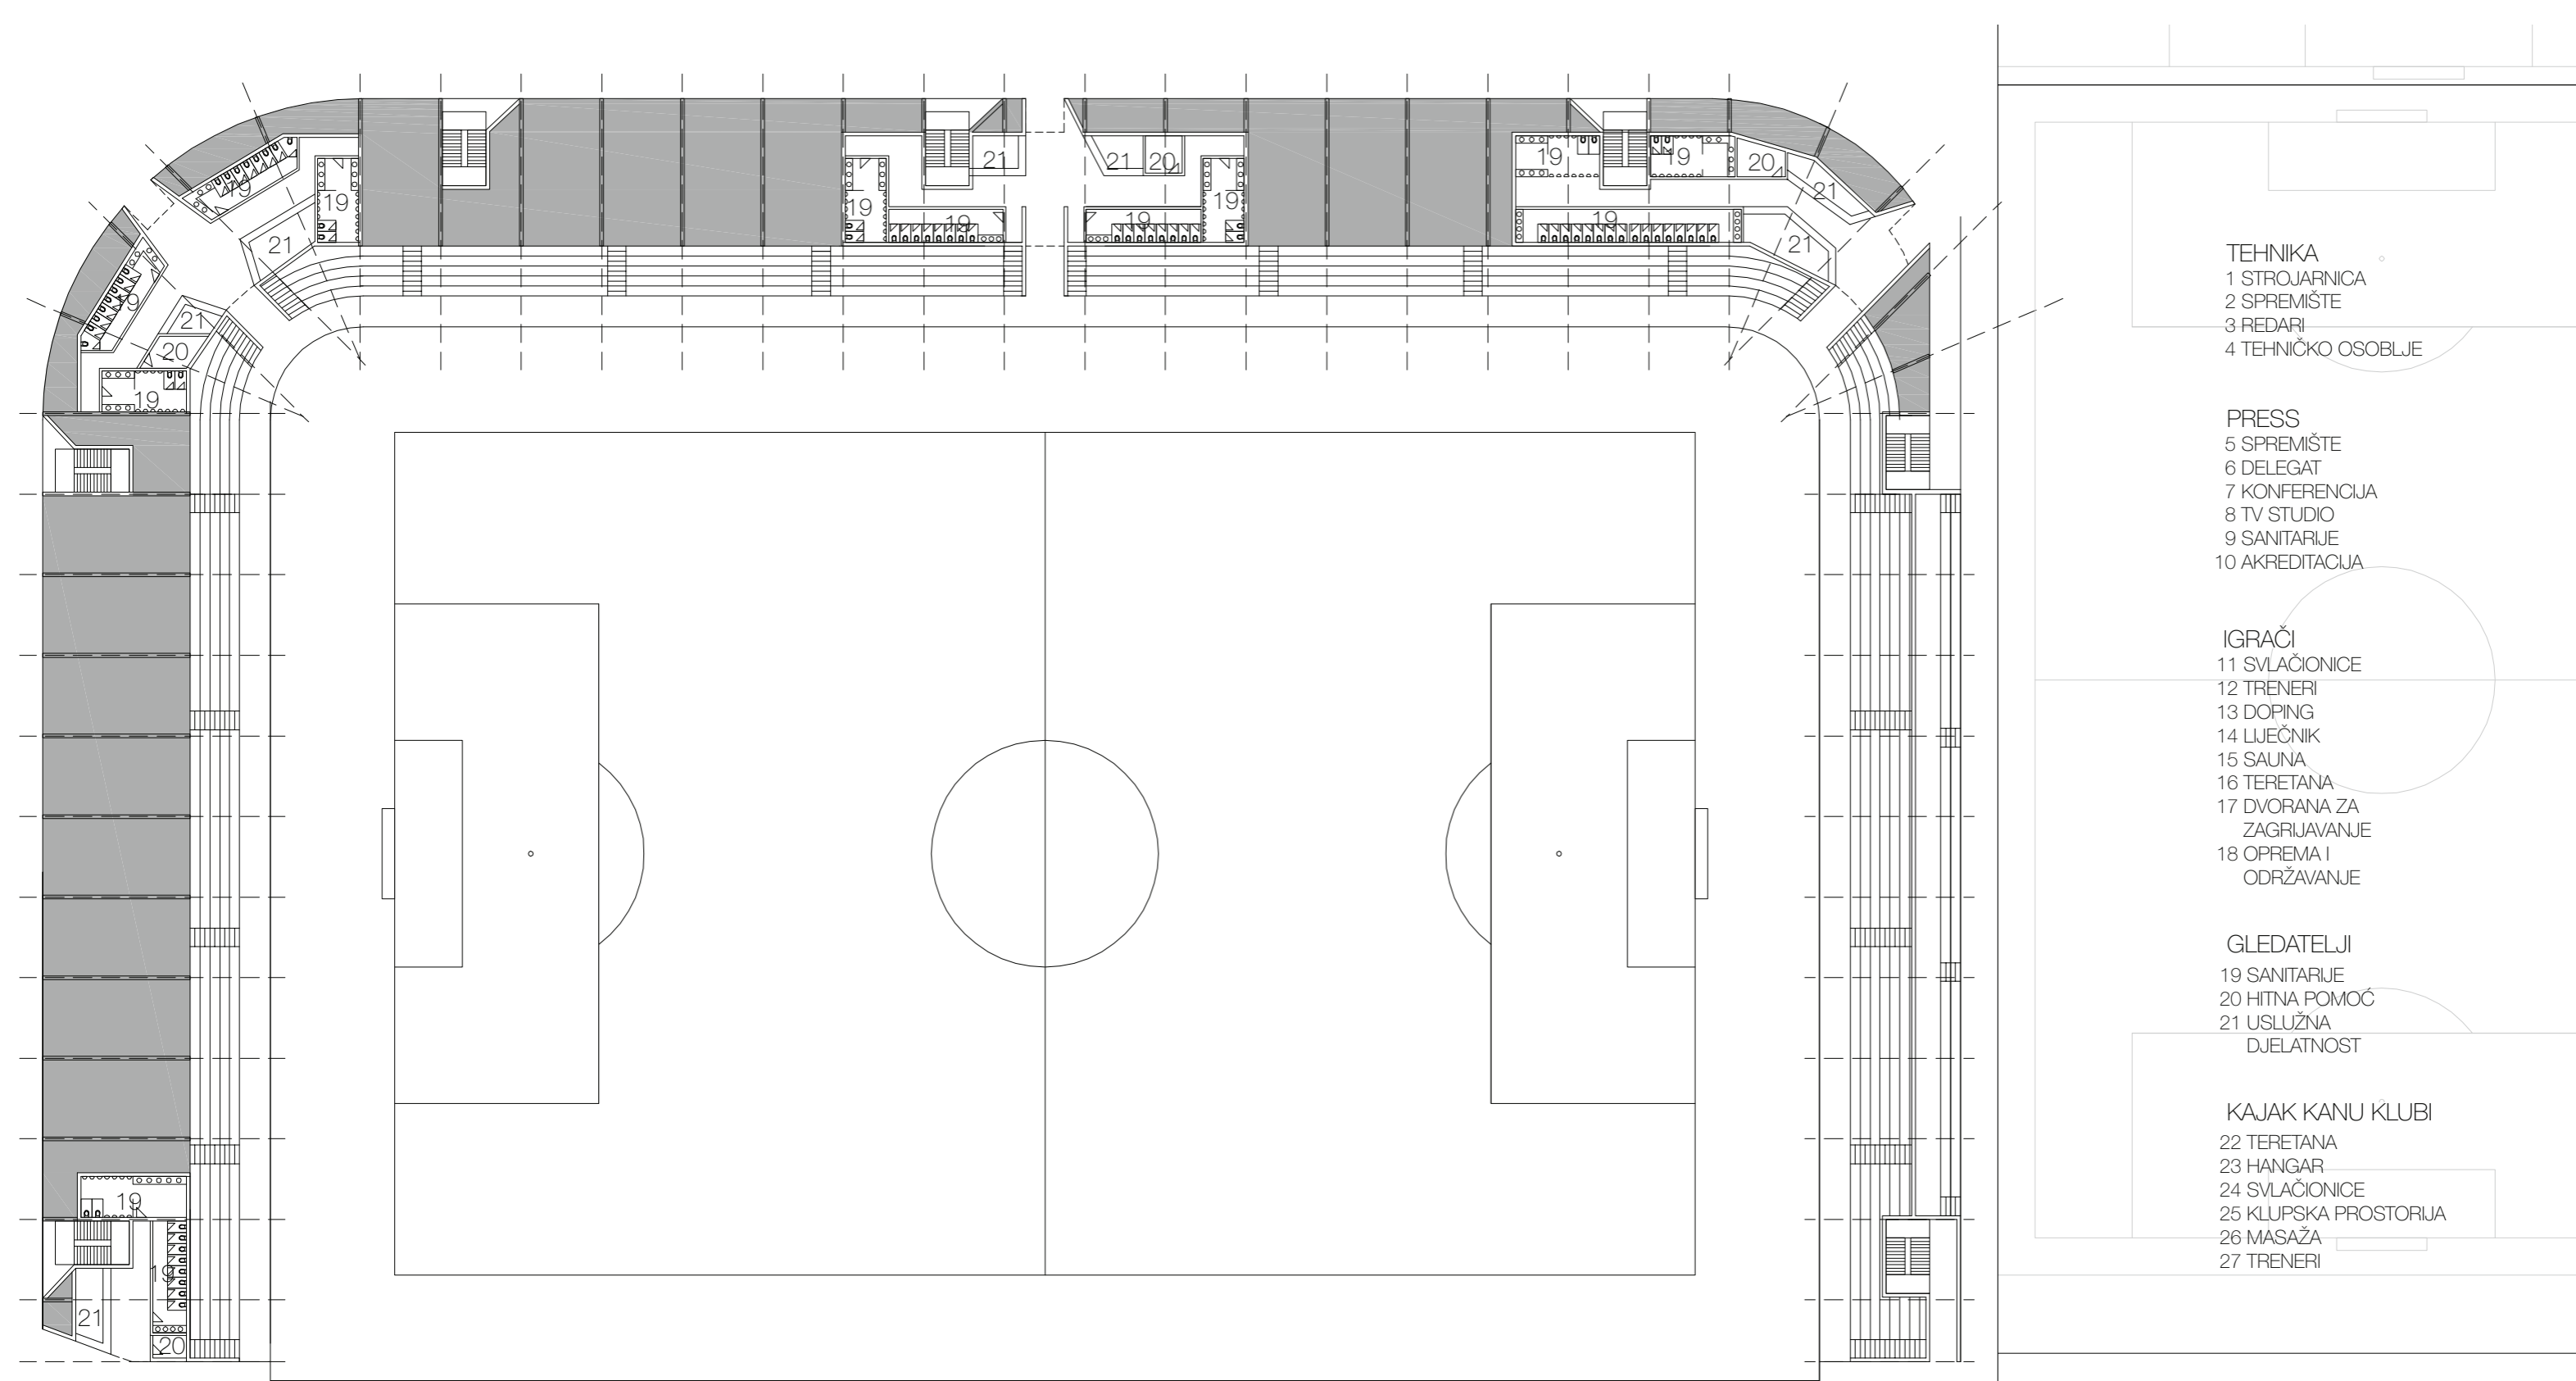 21
21
20
19
19
20
19
19
21
19
19
19
19
19
19
21
21
19
21
20
19
19
19
21
20
TEHNIKA
1 STROJARNICA
2 SPREMIŠTE
3 REDARI
4 TEHNIČKO OSOBLJE
PRESS
5 SPREMIŠTE
6 DELEGAT
7 KONFERENCIJA
8 TV STUDIO
9 SANITARIJE
10 AKREDITACIJA
IGRAČI
11 SVLAČIONICE
12 TRENERI
13 DOPING
14 LIJEČNIK
15 SAUNA
16 TERETANA
17 DVORANA ZA
ZAGRIJAVANJE
18 OPREMA I
ODRŽAVANJE
GLEDATELJI
19 SANITARIJE
20 HITNA POMOĆ
21 USLUŽNA
DJELATNOST
KAJAK KANU KLUBI
22 TERETANA
23 HANGAR
24 SVLAČIONICE
25 KLUPSKA PROSTORIJA
26 MASAŽA
27 TRENERI